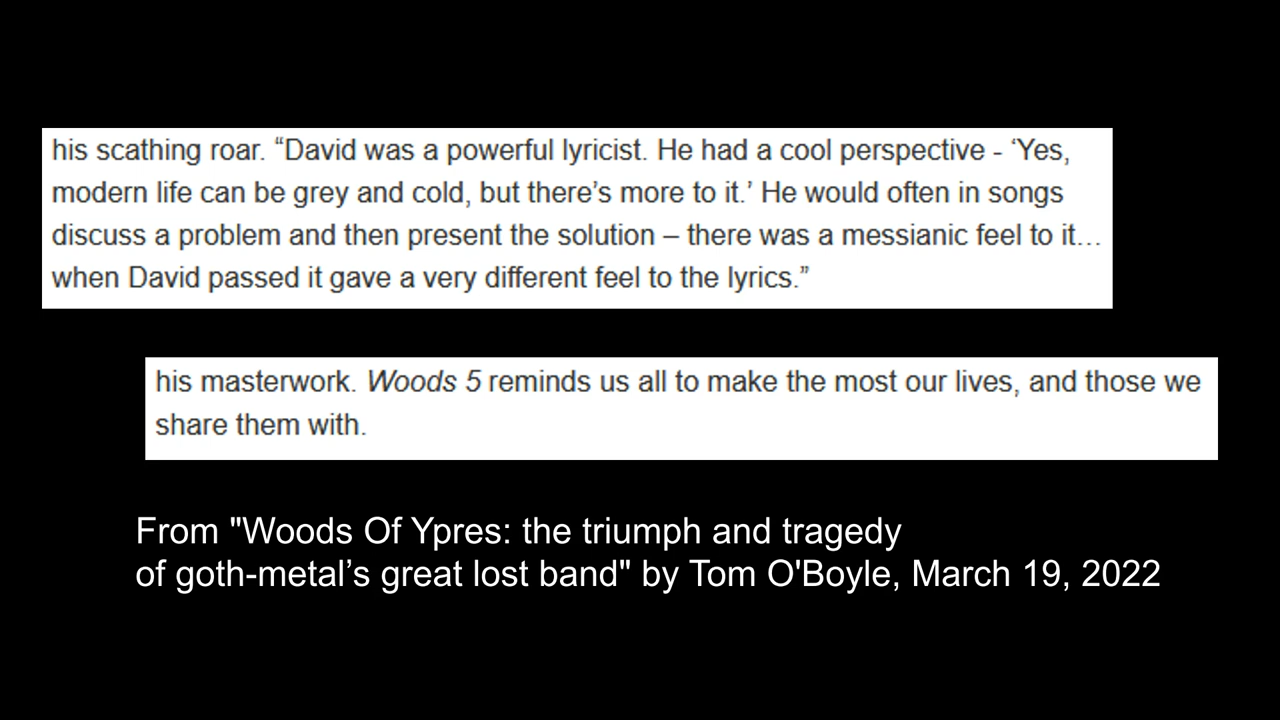 his scathing roar. “David was a powerful lyricist. He had a cool perspective - ‘Yes,
modern life can be grey and cold, but there’s more to it.’ He would often in songs
discuss a problem and then present the solution – there was a messianic feel to it…
when David passed it gave a very different feel to the lyrics.”
his masterwork. Woods 5 reminds us all to make the most our lives, and those we
share them with.
From "Woods Of Ypres: the triumph and tragedy
of goth-metal’s great lost band" by Tom O'Boyle, March 19, 2022